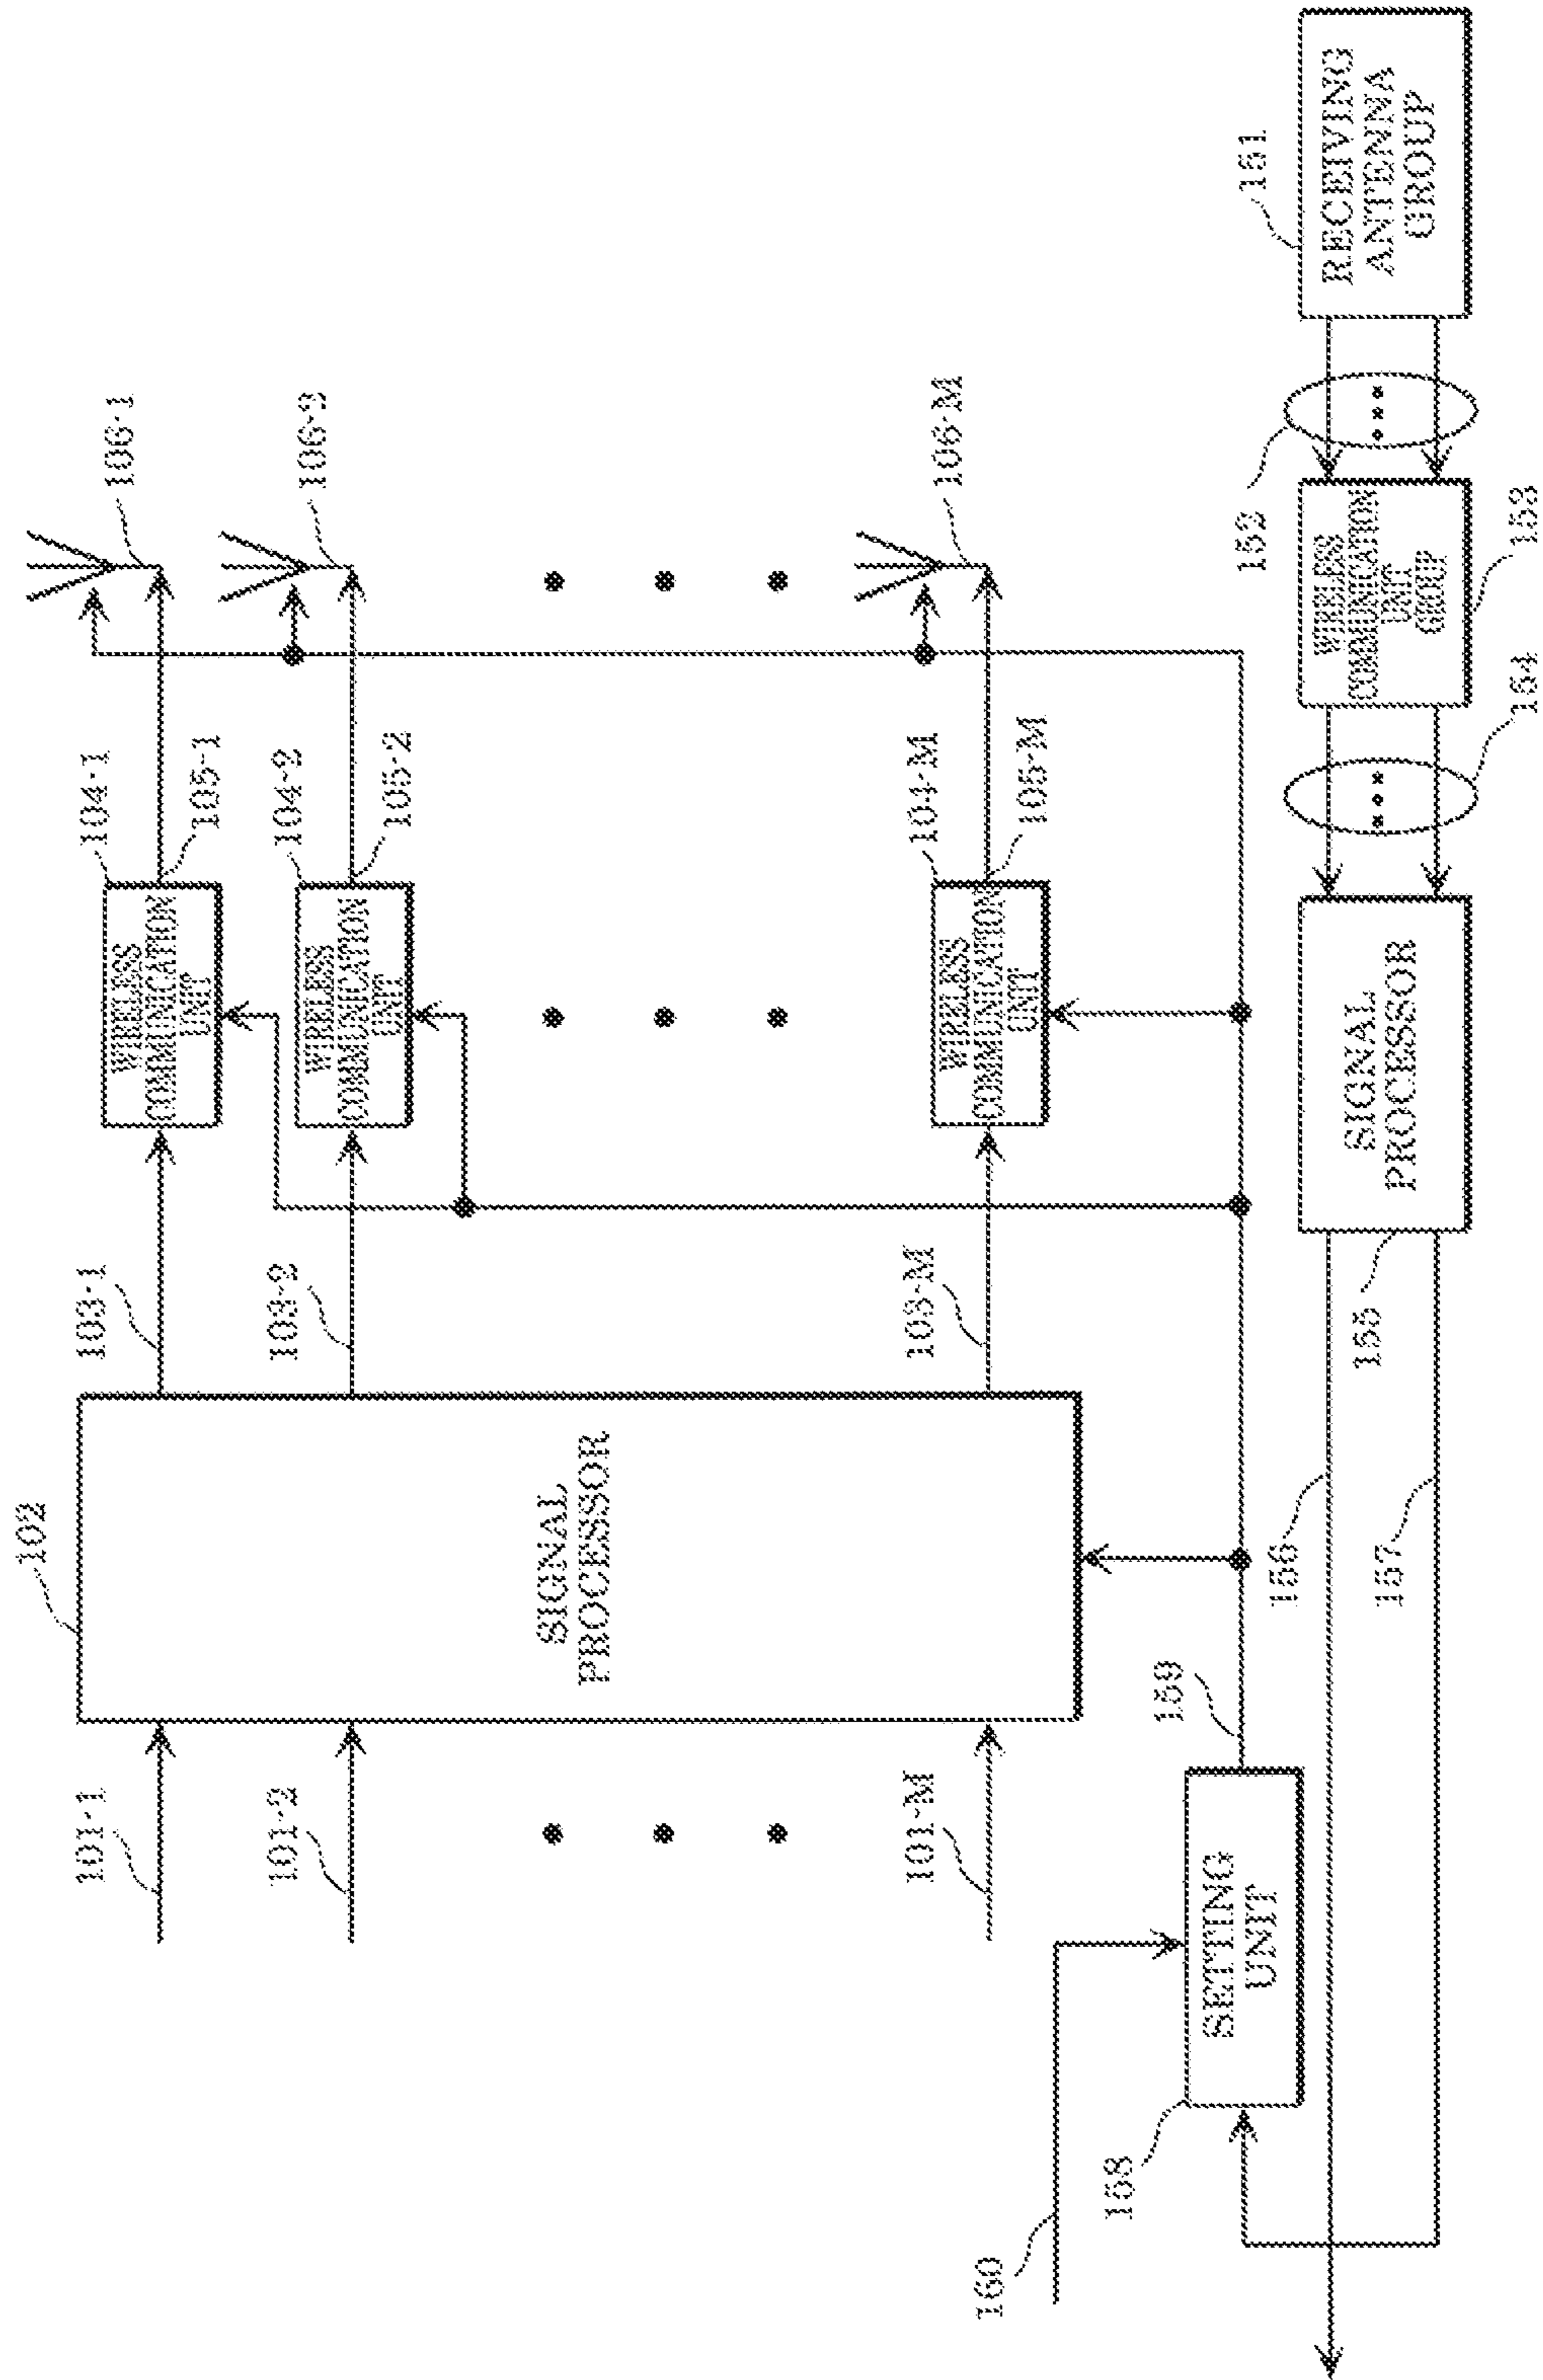 102
101-1
101-2
101-M
SIGNAL
PROCESSOR
103-1
103-2
103-M
104-1
WIRELESS
COMMUNICATION
UNIT
105-1
104-2
WIRELESS
COMMUNICATION
UNIT
105-2
104-M
WIRELESS
COMMUNICATION
UNIT
105-M
106-1
106-2
106-M
160
158
SETTING
UNIT
159
156
157
155
SIGNAL
PROCESSOR
154
WIRELESS
COMMUNICATION
UNIT
GROUP
153
152
151
RECEIVING
ANTENNA
GROUP